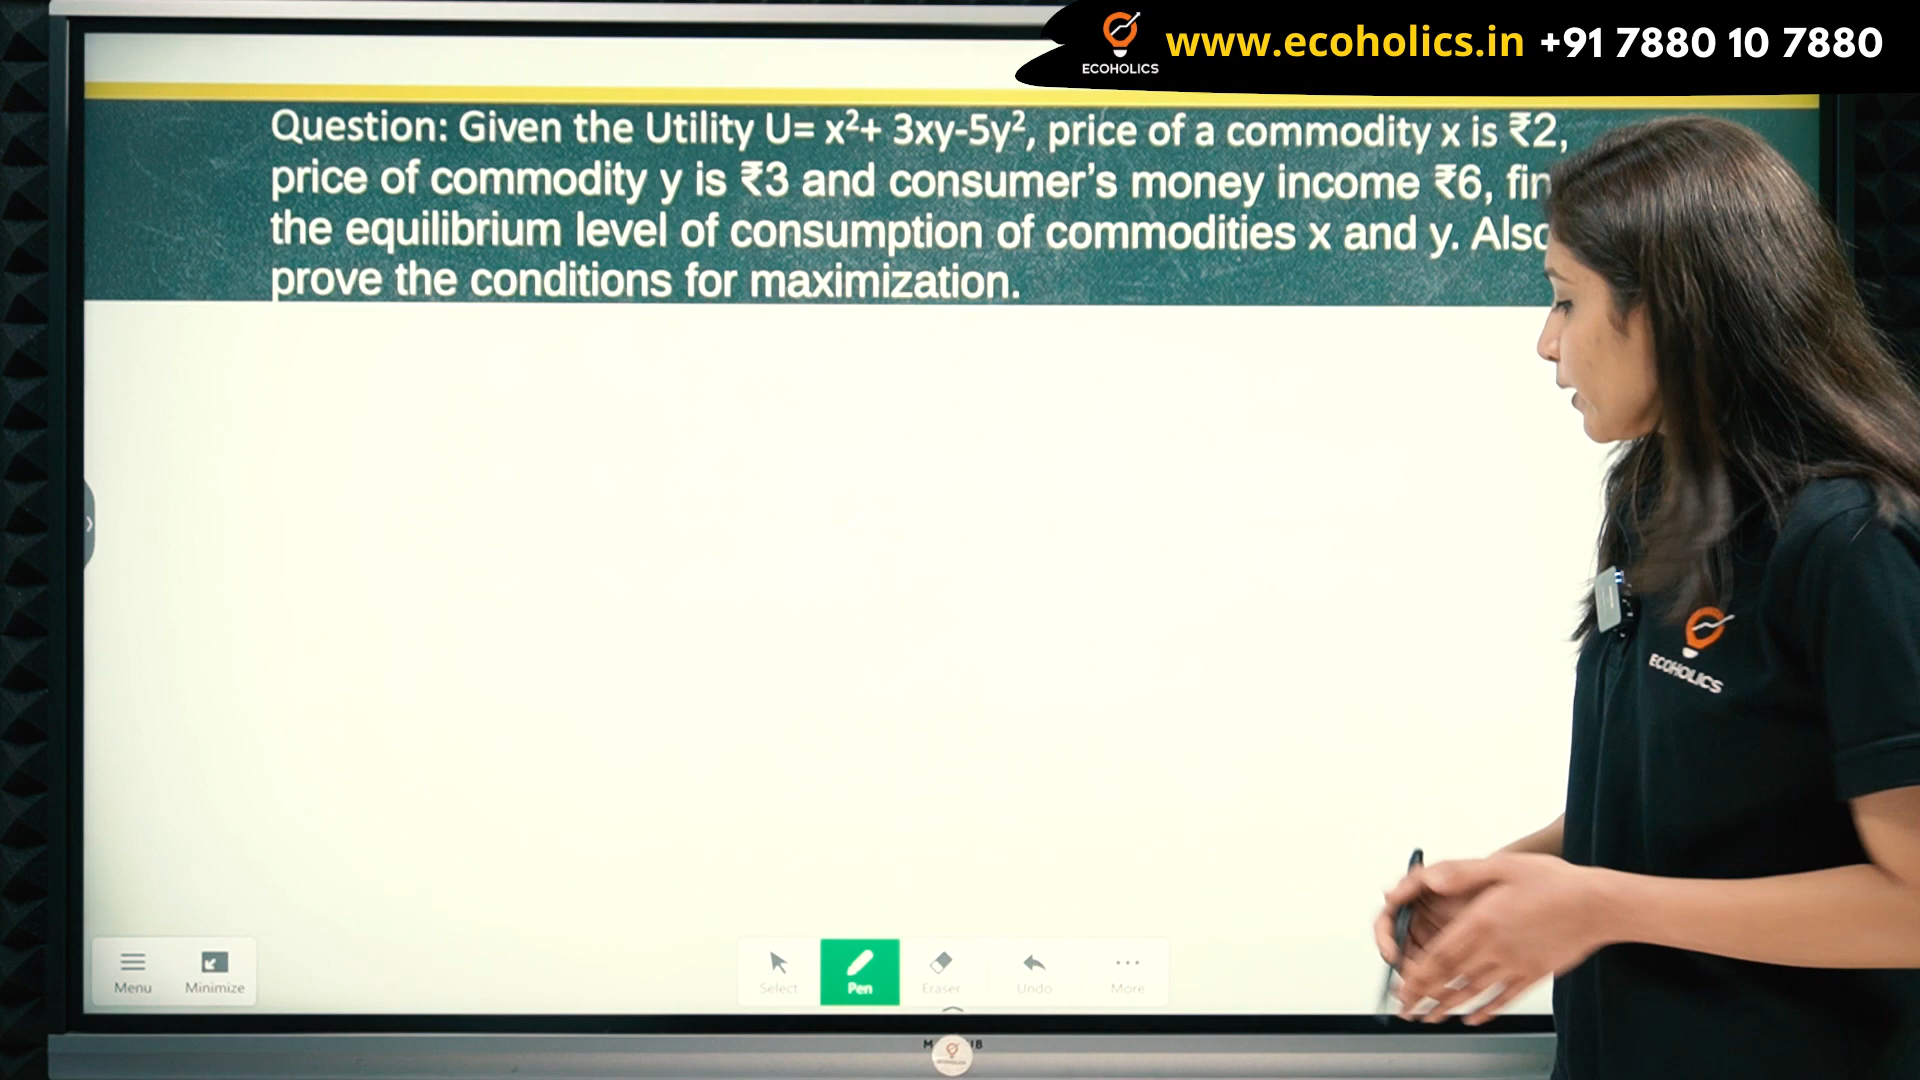 www.ecoholics.in +91 7880 10 7880
ECOHOLICS
Question: Given the Utility U= x²+ 3xy-5y², price of a commodity x is ₹2,
price of commodity y is ₹3 and consumer's money income ₹6, fin
the equilibrium level of consumption of commodities x and y. Also
prove the conditions for maximization.
ECOHOLICS
Menu Minimize Select Pen Eraser Undo More